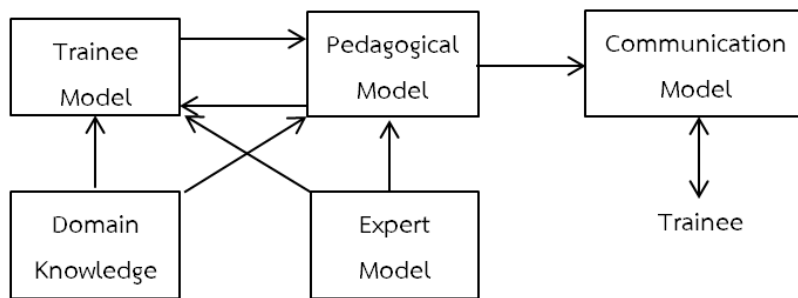 Trainee
Model
Pedagogical
Model
Communication
Model
Domain
Knowledge
Expert
Model
Trainee